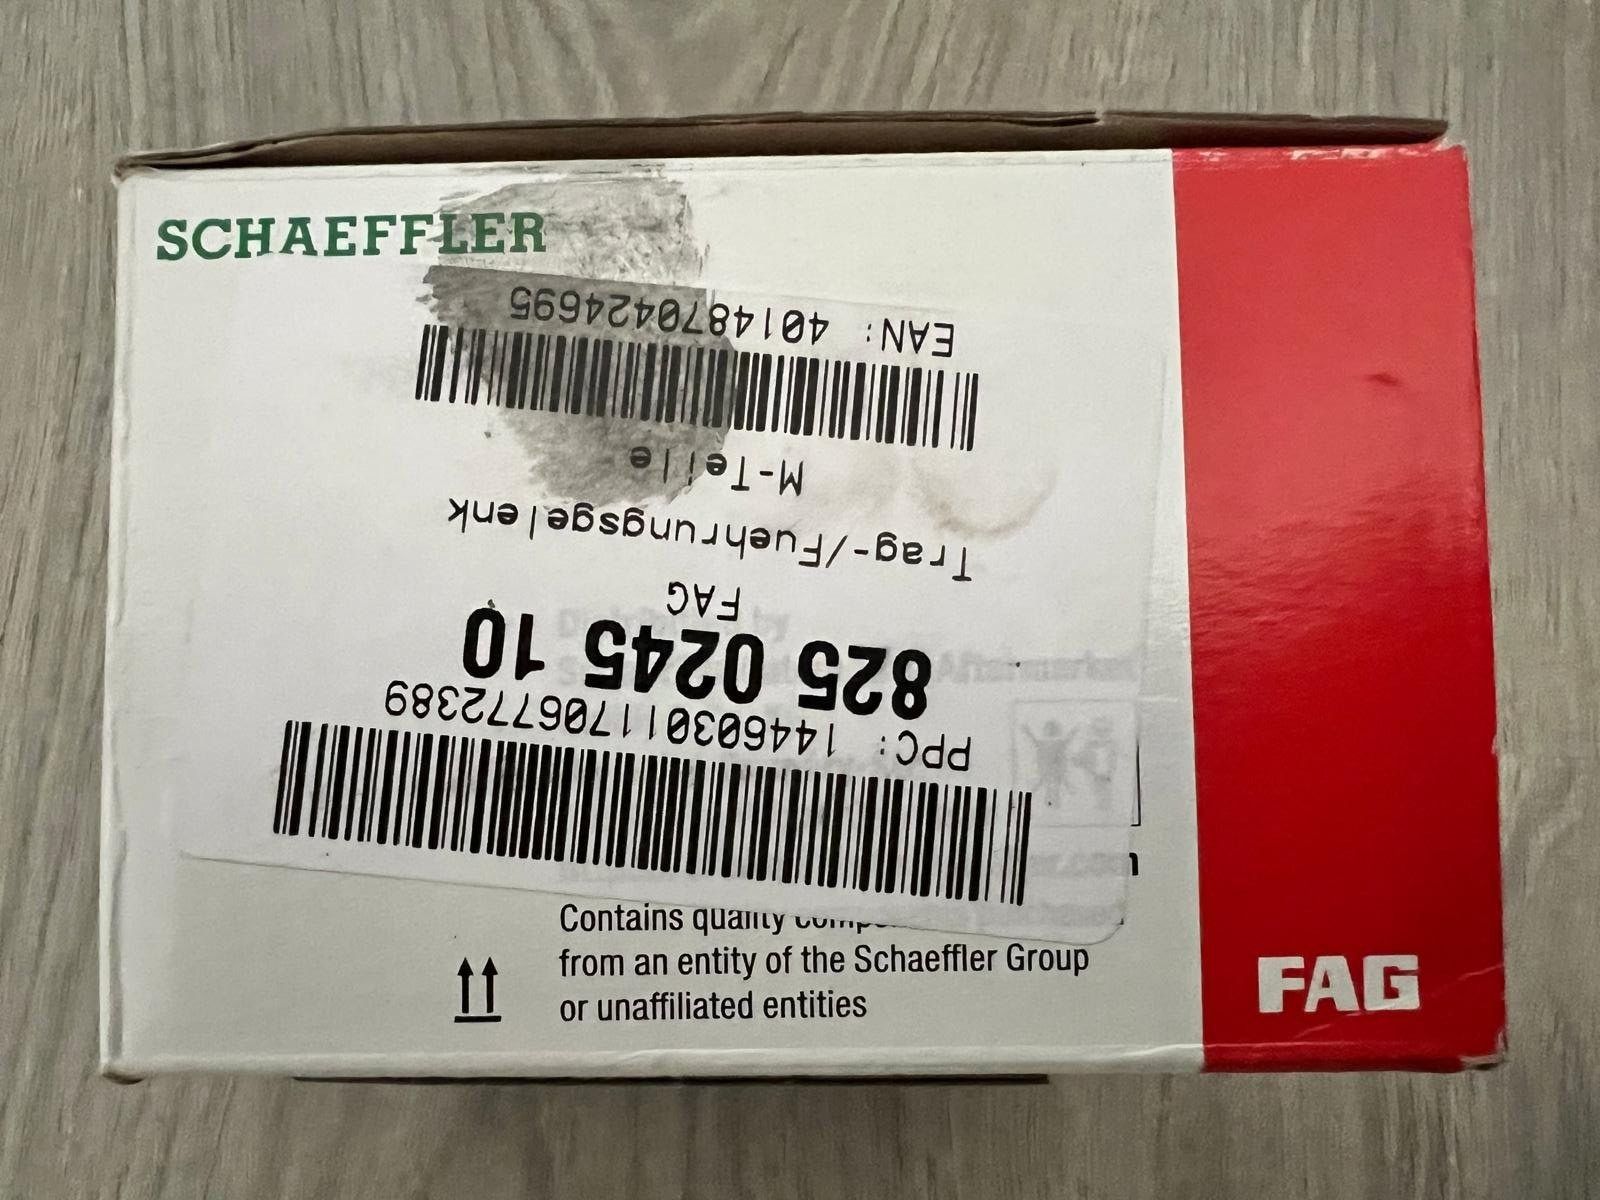 SCHAEFFLER
PPC: 144603011706772389
825 0245 10
FAG
Trag-/Fuehrungsgelenk
M-Teile
EAN: 4014870424695
Contains quality
from an entity of the Schaeffler Group
or unaffiliated entities
FAG